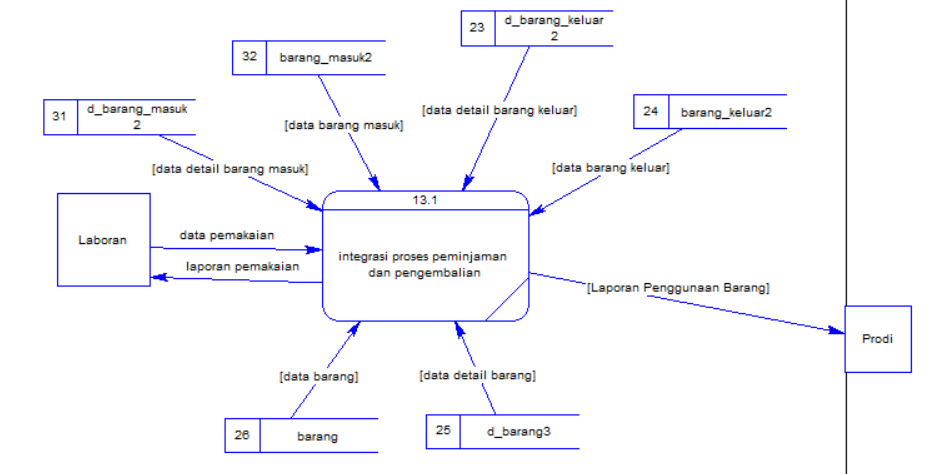 23
d_barang_keluar
2
32
barang_masuk2
31
d_barang_masuk
2
[data detail barang keluar]
24
barang_keluar2
[data barang masuk]
[data detail barang masuk]
[data barang keluar]
13.1
Laboran
data pemakaian
integrasi proses peminjaman
dan pengembalian
laporan pemakaian
[Laporan Penggunaan Barang]
Prodi
[data barang]
[data detail barang]
26
barang
25
d_barang3